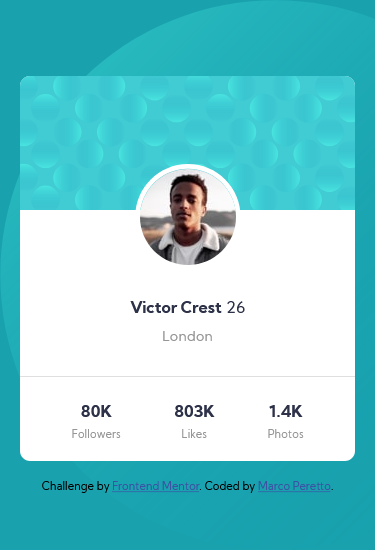 Victor Crest 26
London
80K 803K 1.4K
Followers Likes Photos
Challenge by Frontend Mentor. Coded by Marco Peretto.